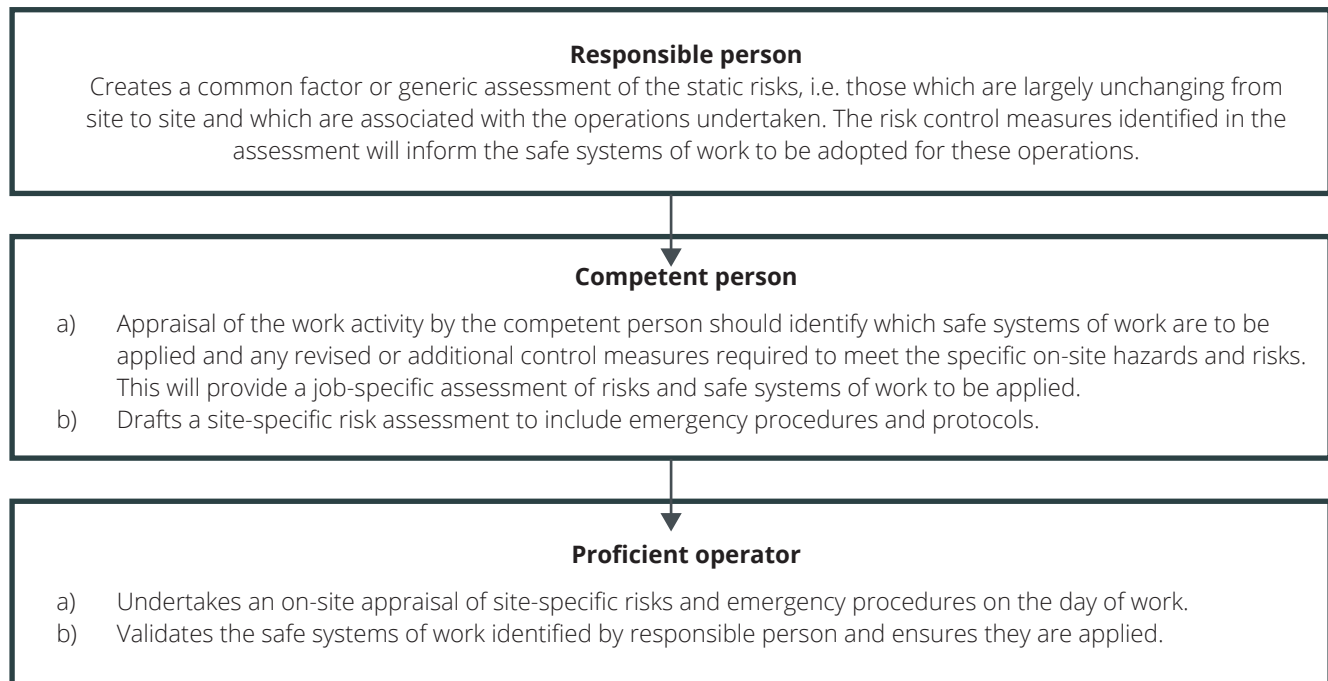 Responsible person
Creates a common factor or generic assessment of the static risks, i.e. those which are largely unchanging from
site to site and which are associated with the operations undertaken. The risk control measures identified in the
assessment will inform the safe systems of work to be adopted for these operations.
Competent person
a) Appraisal of the work activity by the competent person should identify which safe systems of work are to be
applied and any revised or additional control measures required to meet the specific on-site hazards and risks.
This will provide a job-specific assessment of risks and safe systems of work to be applied.
b) Drafts a site-specific risk assessment to include emergency procedures and protocols.
Proficient operator
a) Undertakes an on-site appraisal of site-specific risks and emergency procedures on the day of work.
b) Validates the safe systems of work identified by responsible person and ensures they are applied.